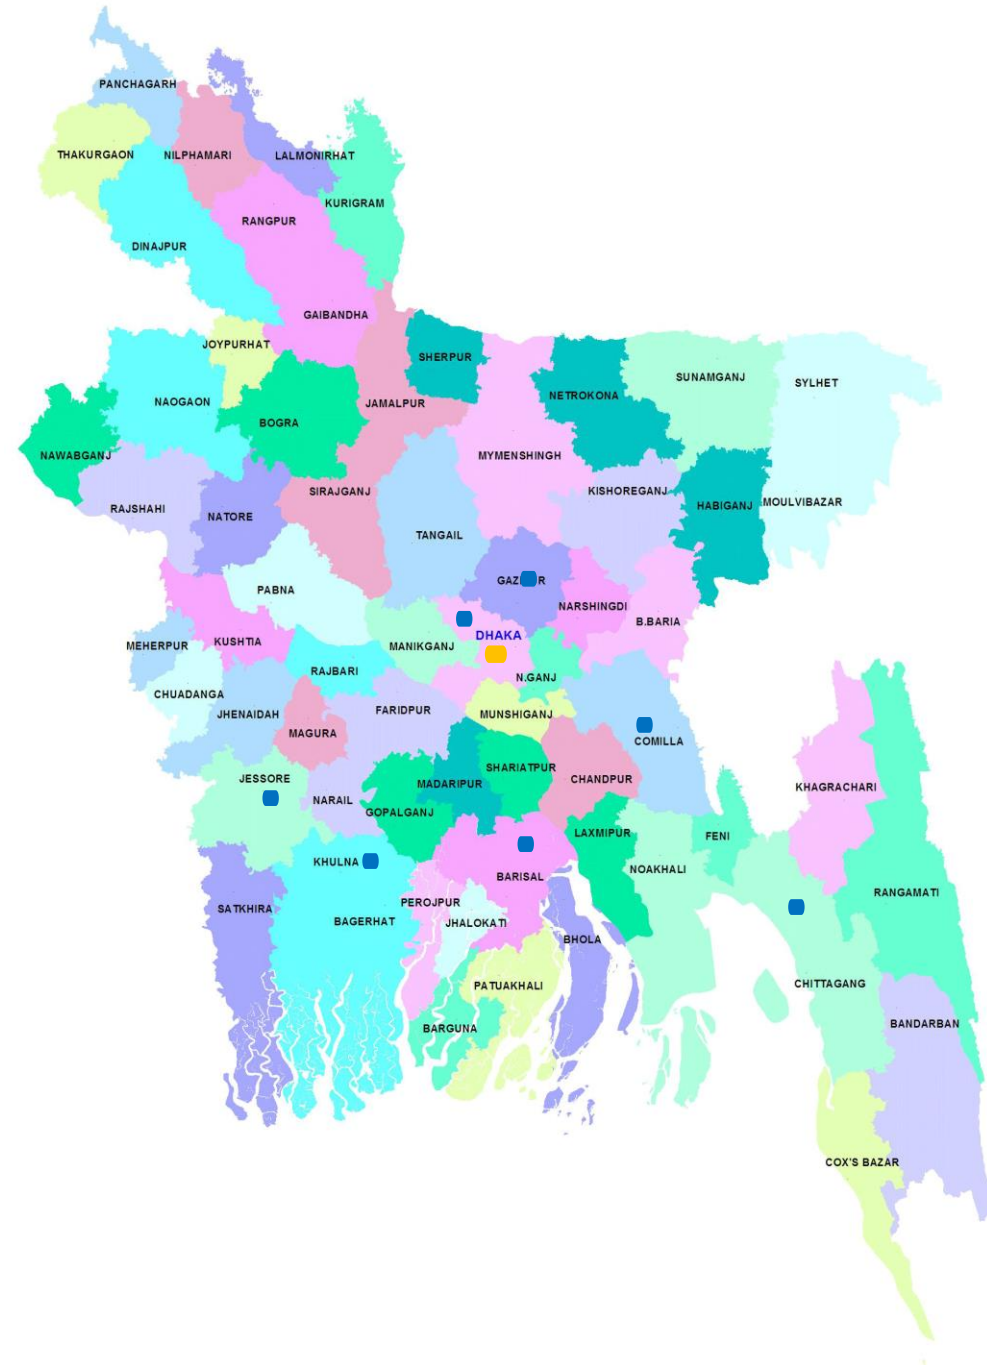 PANCHAGARH
THAKURGAON
NILPHAMARI
LALMONIRHAT
KURIGRAM
RANGPUR
DINAJPUR
GAIBANDHA
JOYPURHAT
SHERPUR
SUNAMGANJ
SYLHET
NETROKONA
NAOGAON
JAMALPUR
BOGRA
NAWABGANJ
MYMENSHINGH
SIRAJGANJ
KISHOREGANJ
RAJSHAHI
NATORE
HABIGANJ
MOULVIBAZAR
TANGAIL
PABNA
NARSHINGDI
B.BARIA
DHAKA
MEHERPUR
KUSHTIA
MANIKGANJ
RAJBARI
N.GANJ
CHUADANGA
JHENAIDAH
FARIDPUR
MUNSHIGANJ
MAGURA
COMILLA
SHARIATPUR
JESSORE
MADARIPUR
CHANDPUR
KHAGRACHARI
NARAIL
GOPALGANJ
LAXMIPUR
FENI
KHULNA
NOAKHALI
BARISAL
RANGAMATI
SATKHIRA
PEROJPUR
BAGERHAT
JHALOKATI
BHOLA
PATUAKHALI
CHITTAGANG
BARGUNA
BANDARBAN
COX'S BAZAR